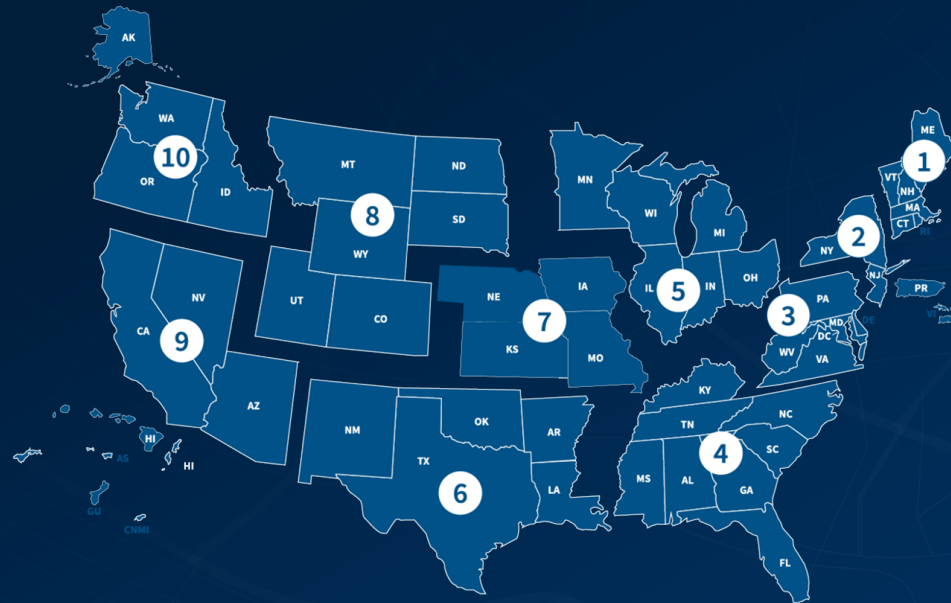 AK
WA
10
OR
ID
MT
ND
8
SD
WY
UT
CO
MN
WI
MI
IL
5
IN
OH
ME
1
VT
NH
MA
CT
RI
NY
2
NJ
PR
VI
PA
3
MD
DE
DC
WV
VA
NE
IA
7
KS
MO
NV
CA
9
AZ
HI
HI
AS
GU
CNMI
NM
OK
TX
6
AR
LA
KY
TN
NC
4
SC
MS
AL
GA
FL